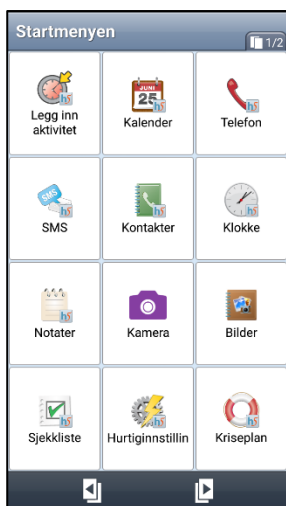 Startmenyen
1/2
Legg inn
aktivitet
JUNI
25
Kalender
Telefon
SMS
SMS
Kontakter
Klokke
Notater
Kamera
Bilder
Sjekkliste
Hurtiginnstillin
Kriseplan